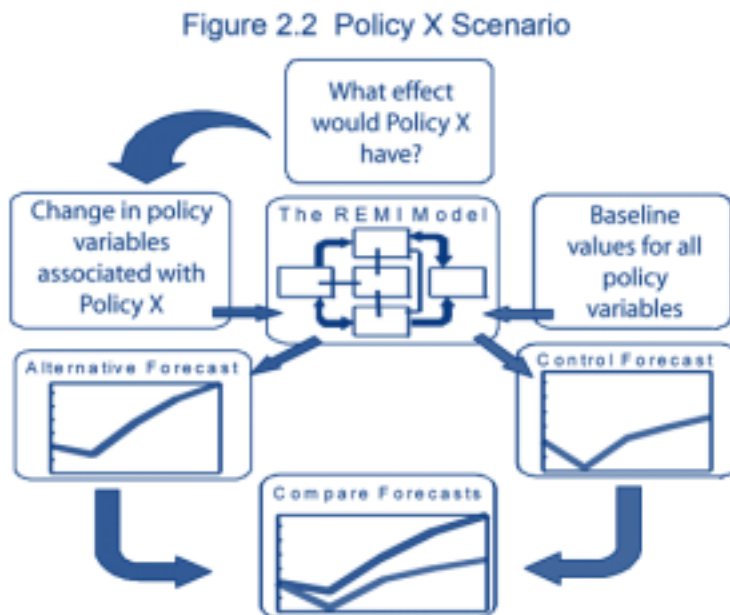 Figure 2.2 Policy X Scenario
What effect
would Policy X
have?
Change in policy
variables
associated with
Policy X
The REMI Model
Baseline
values for all
policy
variables
Alternative Forecast
Control Forecast
Compare Forecasts